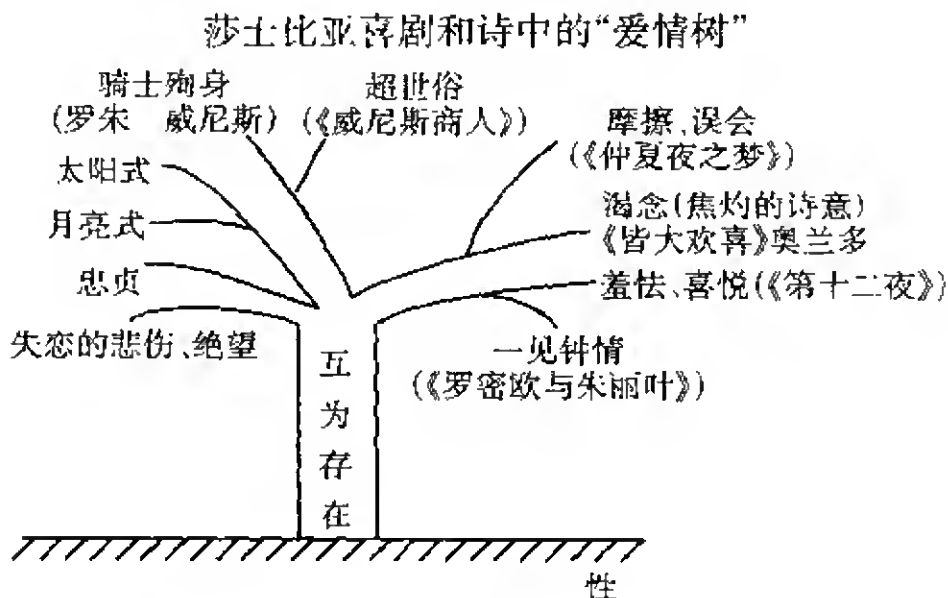 莎士比亚喜剧和诗中的“爱情树”
骑士殉身
(罗朱 威尼斯)
超世俗
(《威尼斯商人》)
太阳式
月亮式
忠贞
失恋的悲伤、绝望
摩擦、误会
(《仲夏夜之梦》)
渴念(焦灼的诗意)
《皆大欢喜》奥兰多
羞怯、喜悦(《第十二夜》)
一见钟情
(《罗密欧与朱丽叶》)
互
为
存
在
性